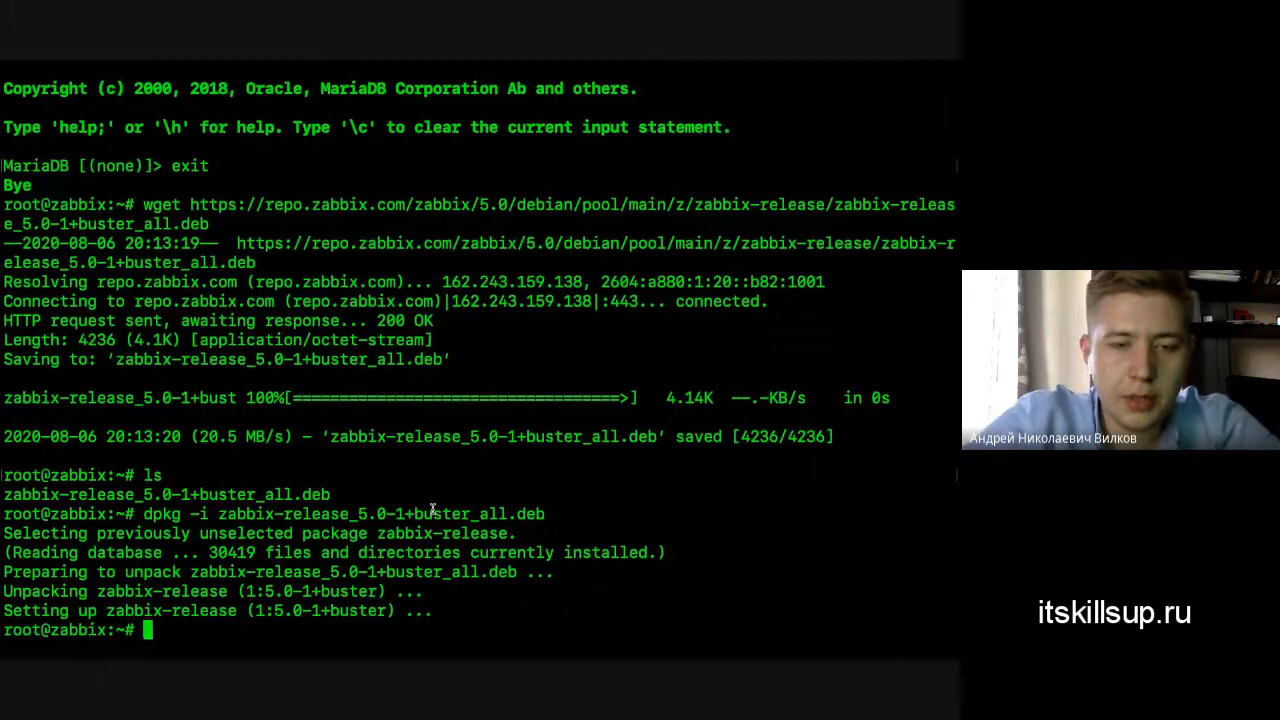 Copyright (c) 2000, 2018, Oracle, MariaDB Corporation Ab and others.
Type 'help;' or '\h' for help. Type '\c' to clear the current input statement.
MariaDB [(none)]> exit
Bye
root@zabbix:~# wget https://repo.zabbix.com/zabbix/5.0/debian/pool/main/z/zabbix-release/zabbix-releas
e_5.0-1+buster_all.deb
--2020-08-06 20:13:19--  https://repo.zabbix.com/zabbix/5.0/debian/pool/main/z/zabbix-release/zabbix-r
elease_5.0-1+buster_all.deb
Resolving repo.zabbix.com (repo.zabbix.com)... 162.243.159.138, 2604:a880:1:20::b82:1001
Connecting to repo.zabbix.com (repo.zabbix.com)|162.243.159.138|:443... connected.
HTTP request sent, awaiting response... 200 OK
Length: 4236 (4.1K) [application/octet-stream]
Saving to: ‘zabbix-release_5.0-1+buster_all.deb’
zabbix-release_5.0-1+bust 100%[===================================>]   4.14K  --.-KB/s    in 0s
2020-08-06 20:13:20 (20.5 MB/s) - ‘zabbix-release_5.0-1+buster_all.deb’ saved [4236/4236]
root@zabbix:~# ls
zabbix-release_5.0-1+buster_all.deb
root@zabbix:~# dpkg -i zabbix-release_5.0-1+buster_all.deb
Selecting previously unselected package zabbix-release.
(Reading database ... 30419 files and directories currently installed.)
Preparing to unpack zabbix-release_5.0-1+buster_all.deb ...
Unpacking zabbix-release (1:5.0-1+buster) ...
Setting up zabbix-release (1:5.0-1+buster) ...
root@zabbix:~#
Андрей Николаевич Вилков
itskillsup.ru